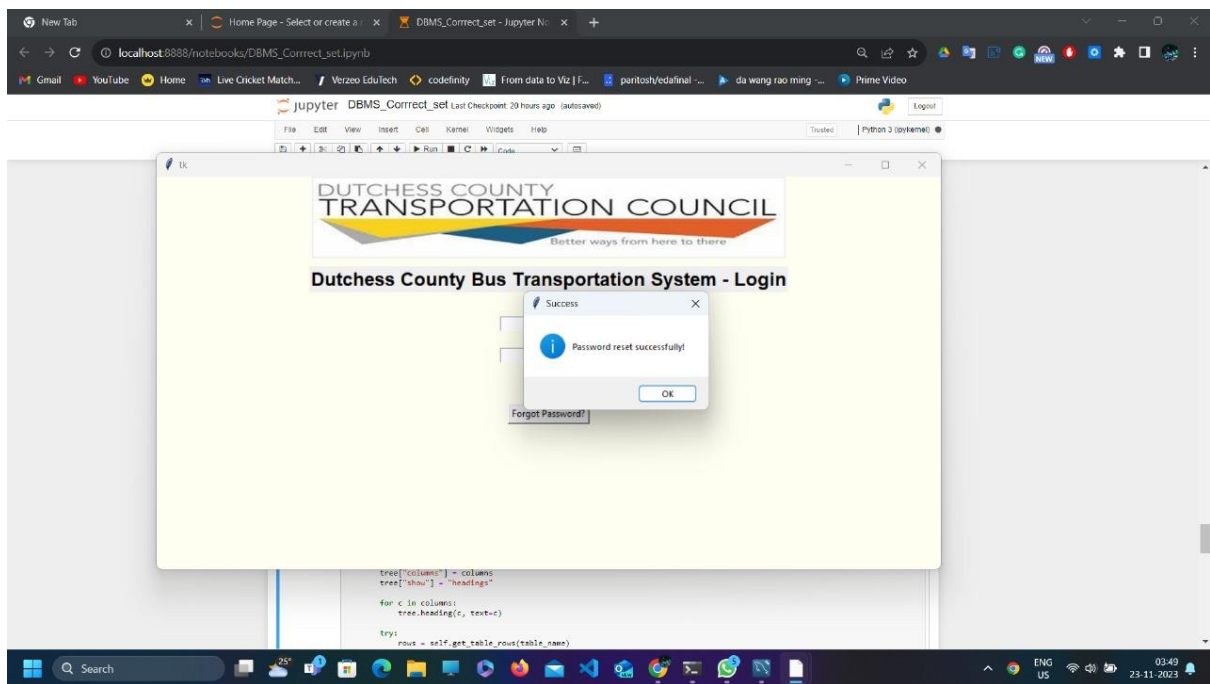 New Tab
Home Page - Select or create a n
DBMS_Corrrect_set - Jupyter No
localhost:8888/notebooks/DBMS_Corrrect_set.ipynb
NEW
Gmail
YouTube
Home
Live Cricket Match...
Verzeo EduTech
codefinity
From data to Viz | F...
paritosh/edafinal -...
da wang rao ming -...
Prime Video
jupyter DBMS_Corrrect_set Last Checkpoint: 20 hours ago (autosaved)
Logout
File Edit View Insert Cell Kernel Widgets Help
Trusted
Python 3 (ipykernel)
Run
Code
tk
DUTCHESS COUNTY
TRANSPORTATION COUNCIL
Better ways from here to there
Dutchess County Bus Transportation System - Login
Success
Password reset successfully!
OK
Forgot Password?
tree["columns"] = columns
tree["show"] = "headings"
for c in columns:
tree.heading(c, text=c)
try:
rows = self.get_table_rows(table_name)
Search
25°
ENG
US
03:49
23-11-2023